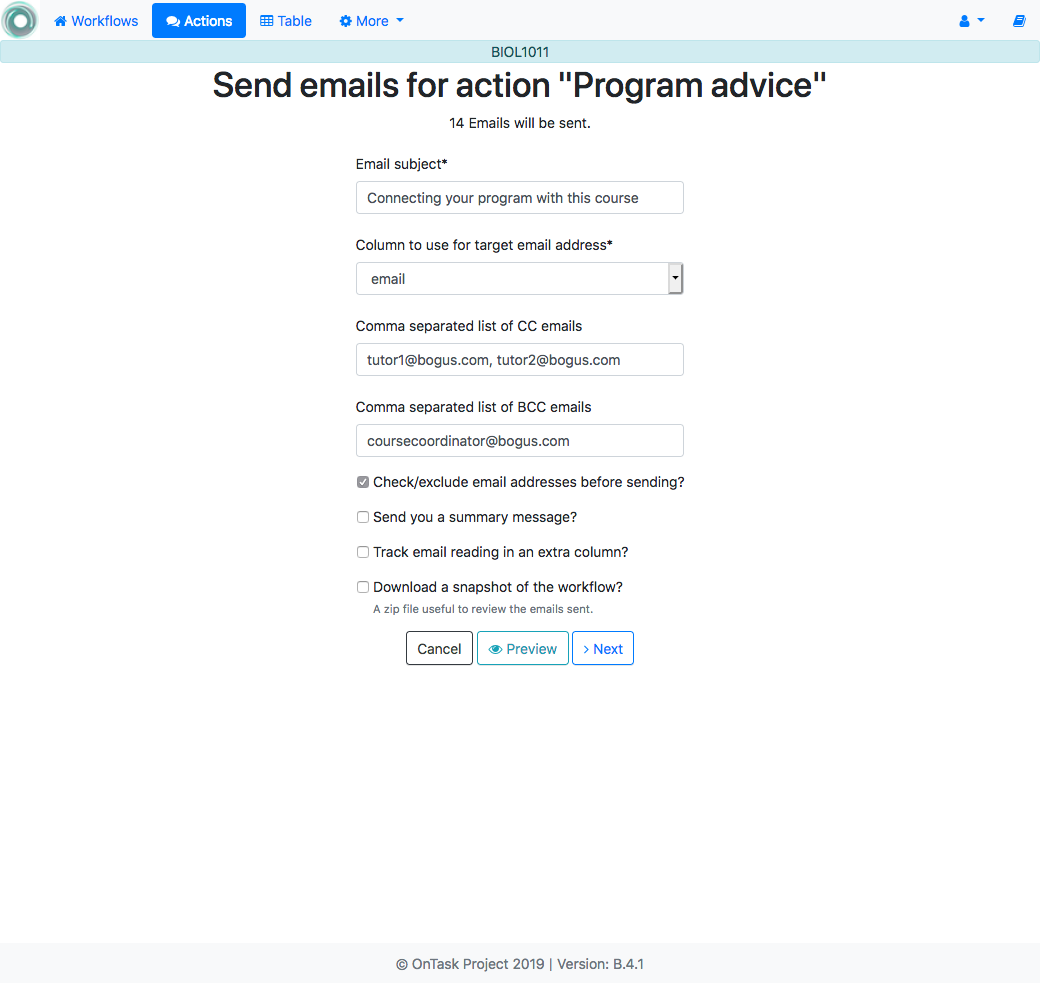 Workflows Actions Table More
BIOL1011
Send emails for action "Program advice"
14 Emails will be sent.
Email subject*
Connecting your program with this course
Column to use for target email address*
email
Comma separated list of CC emails
tutor1@bogus.com, tutor2@bogus.com
Comma separated list of BCC emails
coursecoordinator@bogus.com
Check/exclude email addresses before sending?
Send you a summary message?
Track email reading in an extra column?
Download a snapshot of the workflow?
A zip file useful to review the emails sent.
Cancel Preview Next
© OnTask Project 2019 | Version: B.4.1